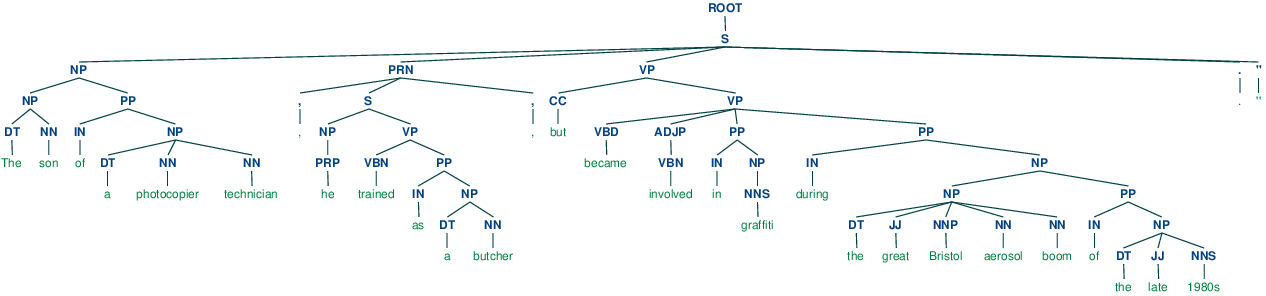 ROOT
S
NP PRN VP . "
NP PP , S , CC VP . "
DT NN IN NP , NP VP , but VBD ADJP PP PP
The son of DT NN NN PRP VBN PP became VBN IN NP IN NP
a photocopier technician he trained IN NP involved in NNS during NP PP
as DT NN graffiti DT JJ NNP NN NN IN NP
a butcher the great Bristol aerosol boom of DT JJ NNS
the late 1980s